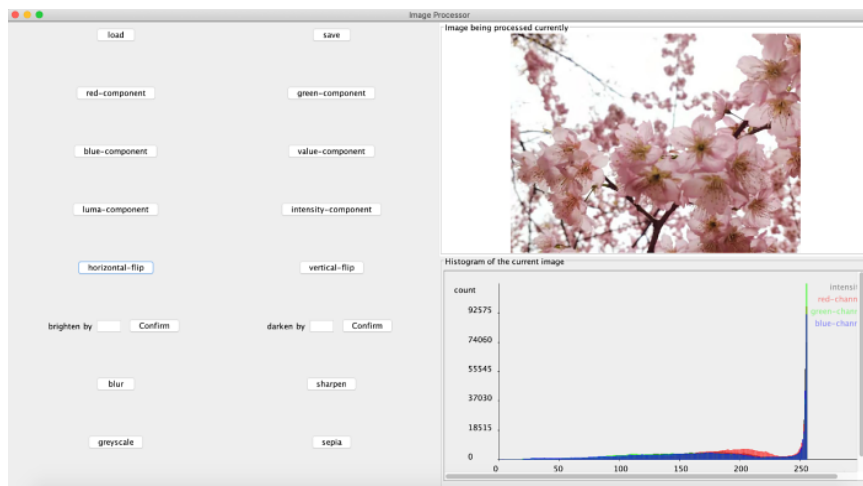 Image Processor
load save
red-component green-component
blue-component value-component
luma-component intensity-component
horizontal-flip vertical-flip
brighten by Confirm darken by Confirm
blur sharpen
greyscale sepia
Image being processed currently
Histogram of the current image
count
intensit
red-chann
green-chann
blue-chann
92575
74060
55545
37030
18515
0
0 50 100 150 200 250